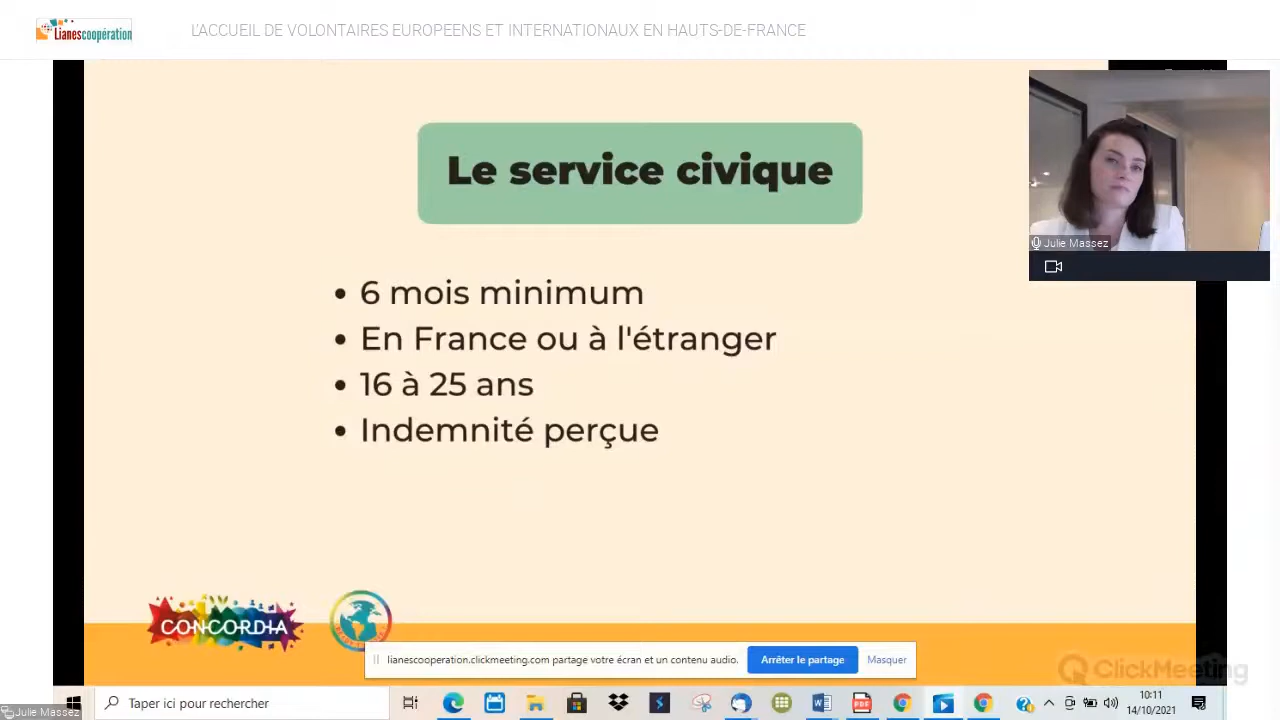 Lianescoopération
L'ACCUEIL DE VOLONTAIRES EUROPEENS ET INTERNATIONAUX EN HAUTS-DE-FRANCE
Le service civique
Julie Massez
• 6 mois minimum
• En France ou à l'étranger
• 16 à 25 ans
• Indemnité perçue
CONCORDIA
lianescooperation.clickmeeting.com partage votre écran et un contenu audio.
Arrêter le partage
Masquer
ClickMeeting
Taper ici pour rechercher
PDF
10:11
14/10/2021
Julie Massez